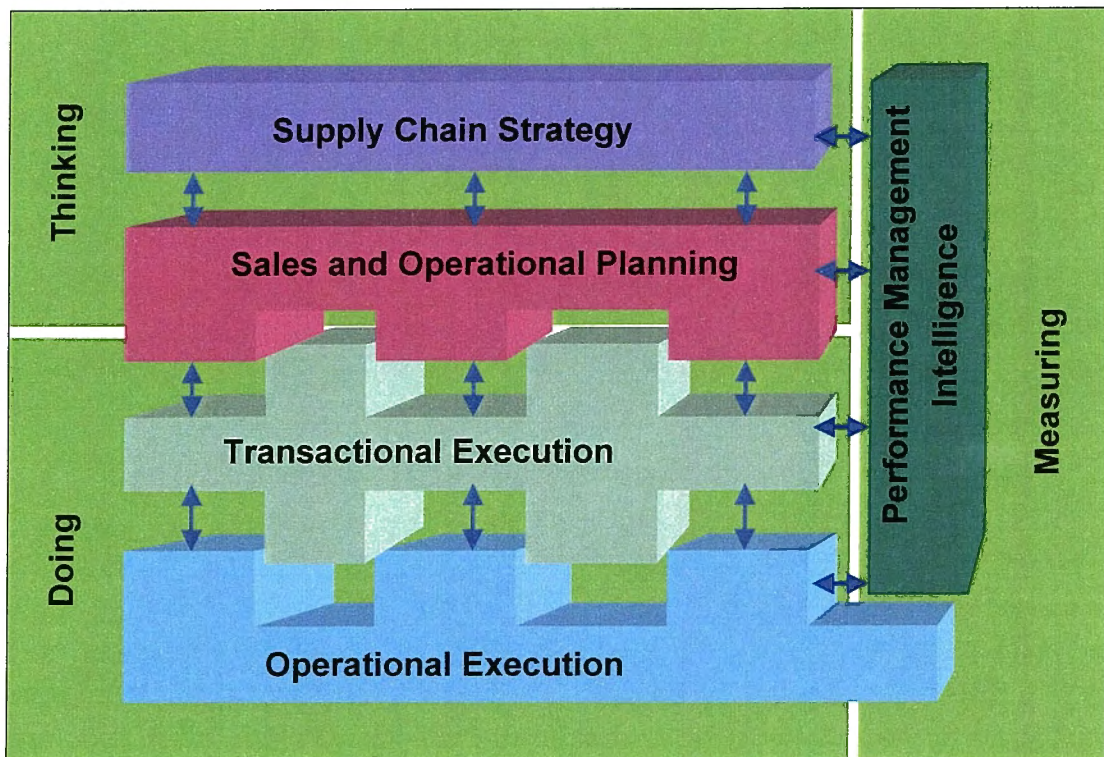 Thinking
Supply Chain Strategy
Sales and Operational Planning
Doing
Transactional Execution
Operational Execution
Performance Management
Intelligence
Measuring